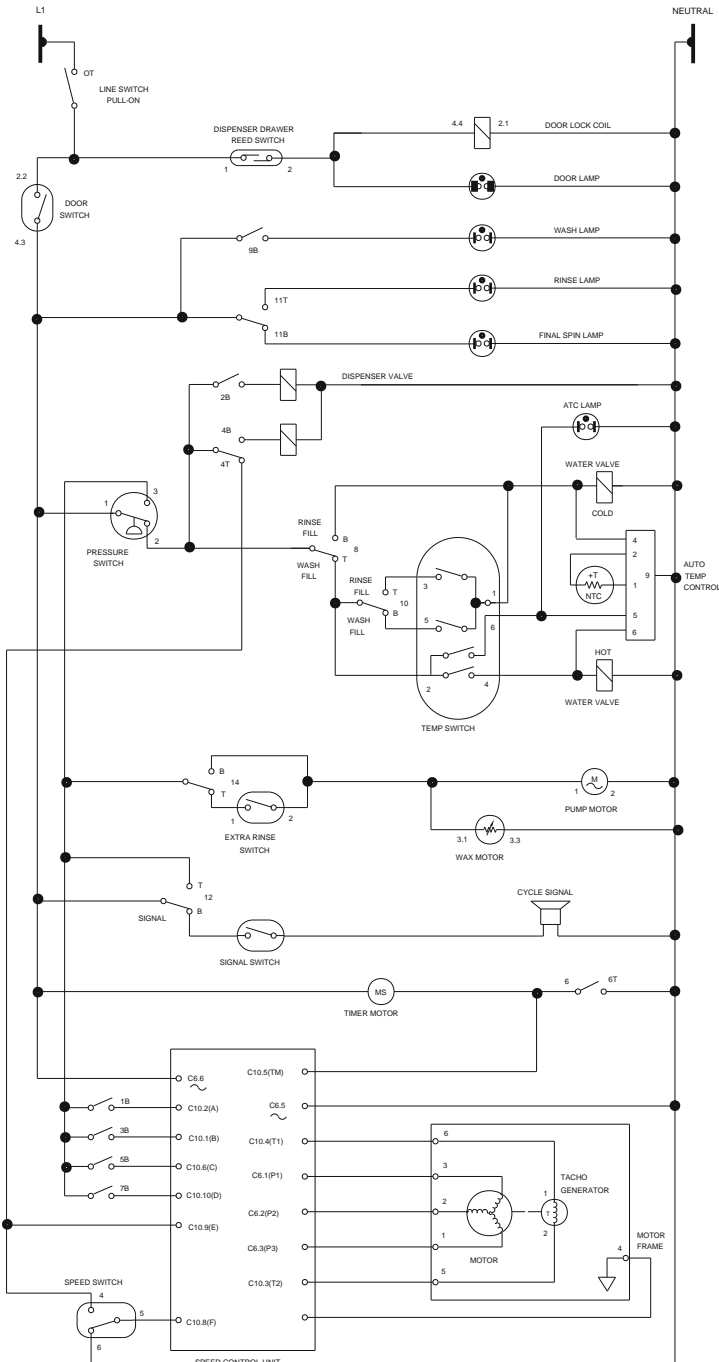 L1
NEUTRAL
OT
LINE SWITCH
PULL-ON
DISPENSER DRAWER
REED SWITCH
1
2
4.4
2.1
DOOR LOCK COIL
DOOR LAMP
2.2
DOOR
SWITCH
4.3
9B
WASH LAMP
11T
RINSE LAMP
11B
FINAL SPIN LAMP
2B
DISPENSER VALVE
4B
4T
ATC LAMP
WATER VALVE
COLD
1
3
2
PRESSURE
SWITCH
RINSE
FILL
B
8
T
WASH
FILL
RINSE
FILL
T
10
B
WASH
FILL
3
1
5
6
2
4
TEMP SWITCH
4
2
+T
NTC
1
9
5
6
AUTO
TEMP
CONTROL
HOT
WATER VALVE
B
14
T
1
2
EXTRA RINSE
SWITCH
M
1
2
PUMP MOTOR
3.1
3.3
WAX MOTOR
T
12
B
SIGNAL
SIGNAL SWITCH
CYCLE SIGNAL
MS
TIMER MOTOR
6
6T
C6.6
C10.5(TM)
1B
C10.2(A)
C6.5
3B
C10.1(B)
C10.4(T1)
6
5B
C10.6(C)
C6.1(P1)
3
7B
C10.10(D)
C6.2(P2)
2
C10.9(E)
C6.3(P3)
1
C10.3(T2)
5
MOTOR
1
T
2
TACHO
GENERATOR
4
MOTOR
FRAME
SPEED SWITCH
4
5
6
C10.8(F)
SPEED CONTROL UNIT